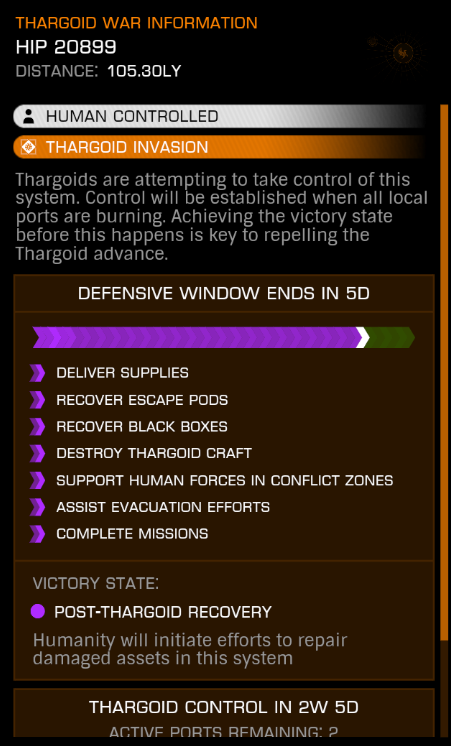 THARGOID WAR INFORMATION
HIP 20899
DISTANCE: 105.30LY
HUMAN CONTROLLED
THARGOID INVASION
Thargoids are attempting to take control of this
system. Control will be established when all local
ports are burning. Achieving the victory state
before this happens is key to repelling the
Thargoid advance.
DEFENSIVE WINDOW ENDS IN 5D
DELIVER SUPPLIES
RECOVER ESCAPE PODS
RECOVER BLACK BOXES
DESTROY THARGOID CRAFT
SUPPORT HUMAN FORCES IN CONFLICT ZONES
ASSIST EVACUATION EFFORTS
COMPLETE MISSIONS
VICTORY STATE:
POST-THARGOID RECOVERY
Humanity will initiate efforts to repair
damaged assets in this system
THARGOID CONTROL IN 2W 5D
ACTIVE PORTS REMAINING: 2